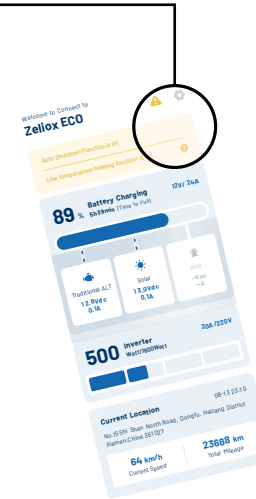 Welcome to Connect to
Zeliox ECO
Auto Shutdown Function is on.
Low temperature heating function is
89 %
Battery Charging
5h39min (Time to Full)
12V/ 24A
Traditional ALT
12.8Vdc
0.1A
Solar
13.0Vdc
0.1A
Grid
--Vac
--A
500
Inverter
Watt/1600Watt
20A/220V
Current Location
08-13 23:10
No.15 Shi Shan North Road, Dongfu, Haicang District
Xiamen,China 361027
64 km/h
Current Speed
23688 km
Total Mileage